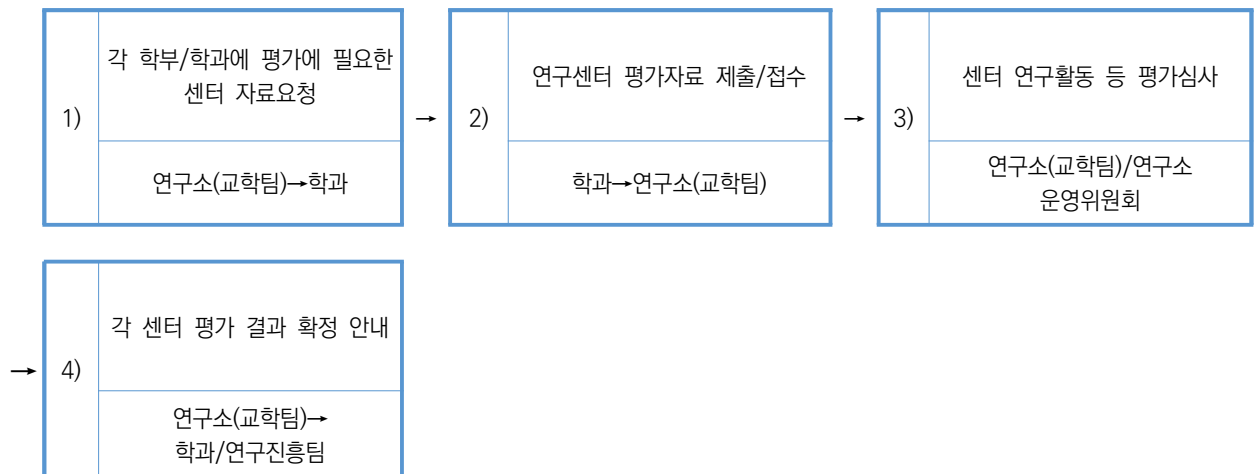 1)
각 학부/학과에 평가에 필요한
센터 자료요청
연구소(교학팀)→학과
→
2)
연구센터 평가자료 제출/접수
학과→연구소(교학팀)
→
3)
센터 연구활동 등 평가심사
연구소(교학팀)/연구소
운영위원회
→
4)
각 센터 평가 결과 확정 안내
연구소(교학팀)→
학과/연구진흥팀